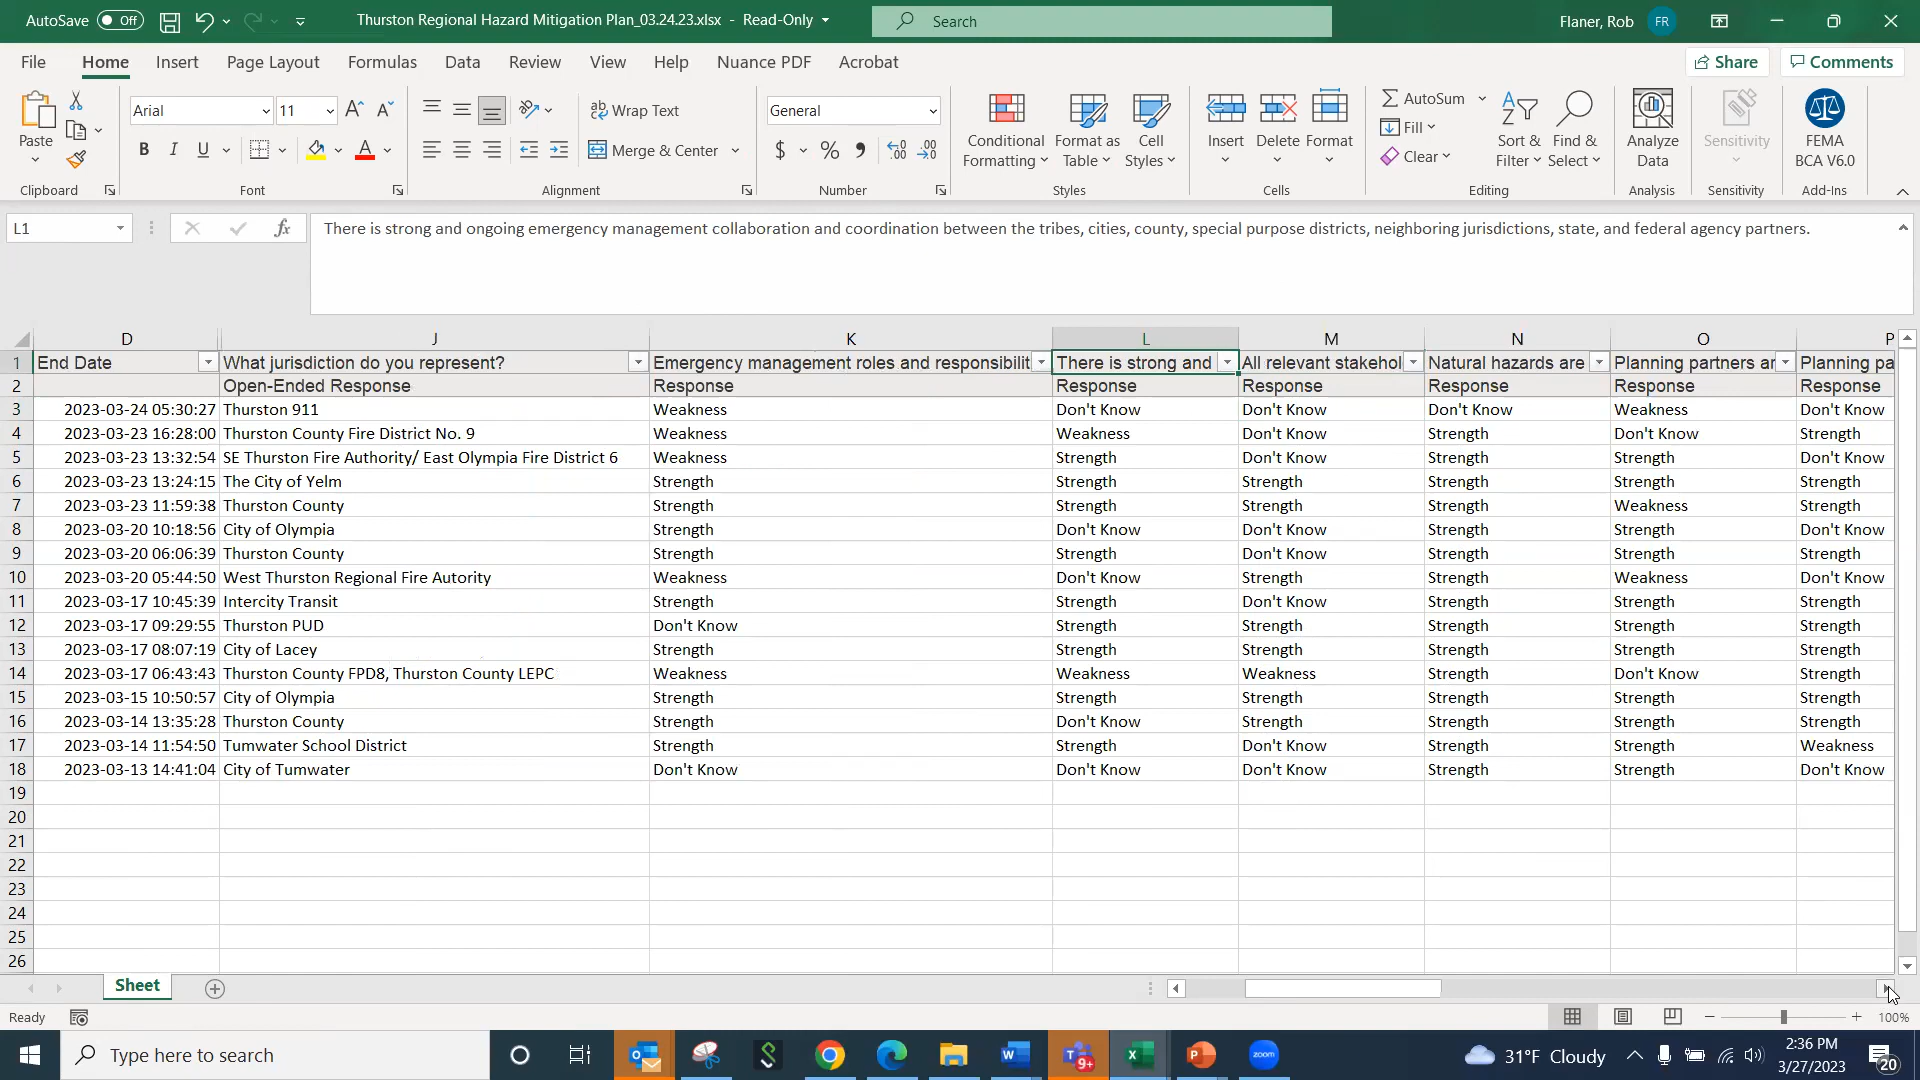 AutoSave Off Thurston Regional Hazard Mitigation Plan_03.24.23.xlsx - Read-Only Search Flaner, Rob FR
File Home Insert Page Layout Formulas Data Review View Help Nuance PDF Acrobat Share Comments
Paste Arial 11 Wrap Text General Conditional Formatting Format as Table Cell Styles Insert Delete Format AutoSum Fill Clear Sort & Filter Find & Select Analyze Data Sensitivity FEMA BCA V6.0
B I U Merge & Center $ %
Clipboard Font Alignment Number Styles Cells Editing Analysis Sensitivity Add-Ins
L1 fx There is strong and ongoing emergency management collaboration and coordination between the tribes, cities, county, special purpose districts, neighboring jurisdictions, state, and federal agency partners.
D J K L M N O P
1 End Date What jurisdiction do you represent? Emergency management roles and responsibilit There is strong and All relevant stakehol Natural hazards are Planning partners ar Planning pa
2 Open-Ended Response Response Response Response Response Response Response
3 2023-03-24 05:30:27 Thurston 911 Weakness Don't Know Don't Know Don't Know Weakness Don't Know
4 2023-03-23 16:28:00 Thurston County Fire District No. 9 Weakness Weakness Don't Know Strength Don't Know Strength
5 2023-03-23 13:32:54 SE Thurston Fire Authority/ East Olympia Fire District 6 Weakness Strength Don't Know Strength Strength Don't Know
6 2023-03-23 13:24:15 The City of Yelm Strength Strength Strength Strength Strength Strength
7 2023-03-23 11:59:38 Thurston County Strength Strength Strength Strength Weakness Strength
8 2023-03-20 10:18:56 City of Olympia Strength Don't Know Don't Know Strength Strength Don't Know
9 2023-03-20 06:06:39 Thurston County Strength Strength Don't Know Strength Strength Strength
10 2023-03-20 05:44:50 West Thurston Regional Fire Autority Weakness Don't Know Strength Strength Weakness Don't Know
11 2023-03-17 10:45:39 Intercity Transit Strength Strength Don't Know Strength Strength Strength
12 2023-03-17 09:29:55 Thurston PUD Don't Know Strength Strength Strength Strength Strength
13 2023-03-17 08:07:19 City of Lacey Strength Strength Strength Strength Strength Strength
14 2023-03-17 06:43:43 Thurston County FPD8, Thurston County LEPC Weakness Weakness Weakness Strength Don't Know Strength
15 2023-03-15 10:50:57 City of Olympia Strength Strength Strength Strength Strength Strength
16 2023-03-14 13:35:28 Thurston County Strength Don't Know Strength Strength Strength Strength
17 2023-03-14 11:54:50 Tumwater School District Strength Strength Don't Know Strength Strength Weakness
18 2023-03-13 14:41:04 City of Tumwater Don't Know Don't Know Don't Know Strength Strength Don't Know
19
20
21
22
23
24
25
26
Sheet
Ready 100%
Type here to search zoom 9+ 31°F Cloudy 2:36 PM
3/27/2023 20